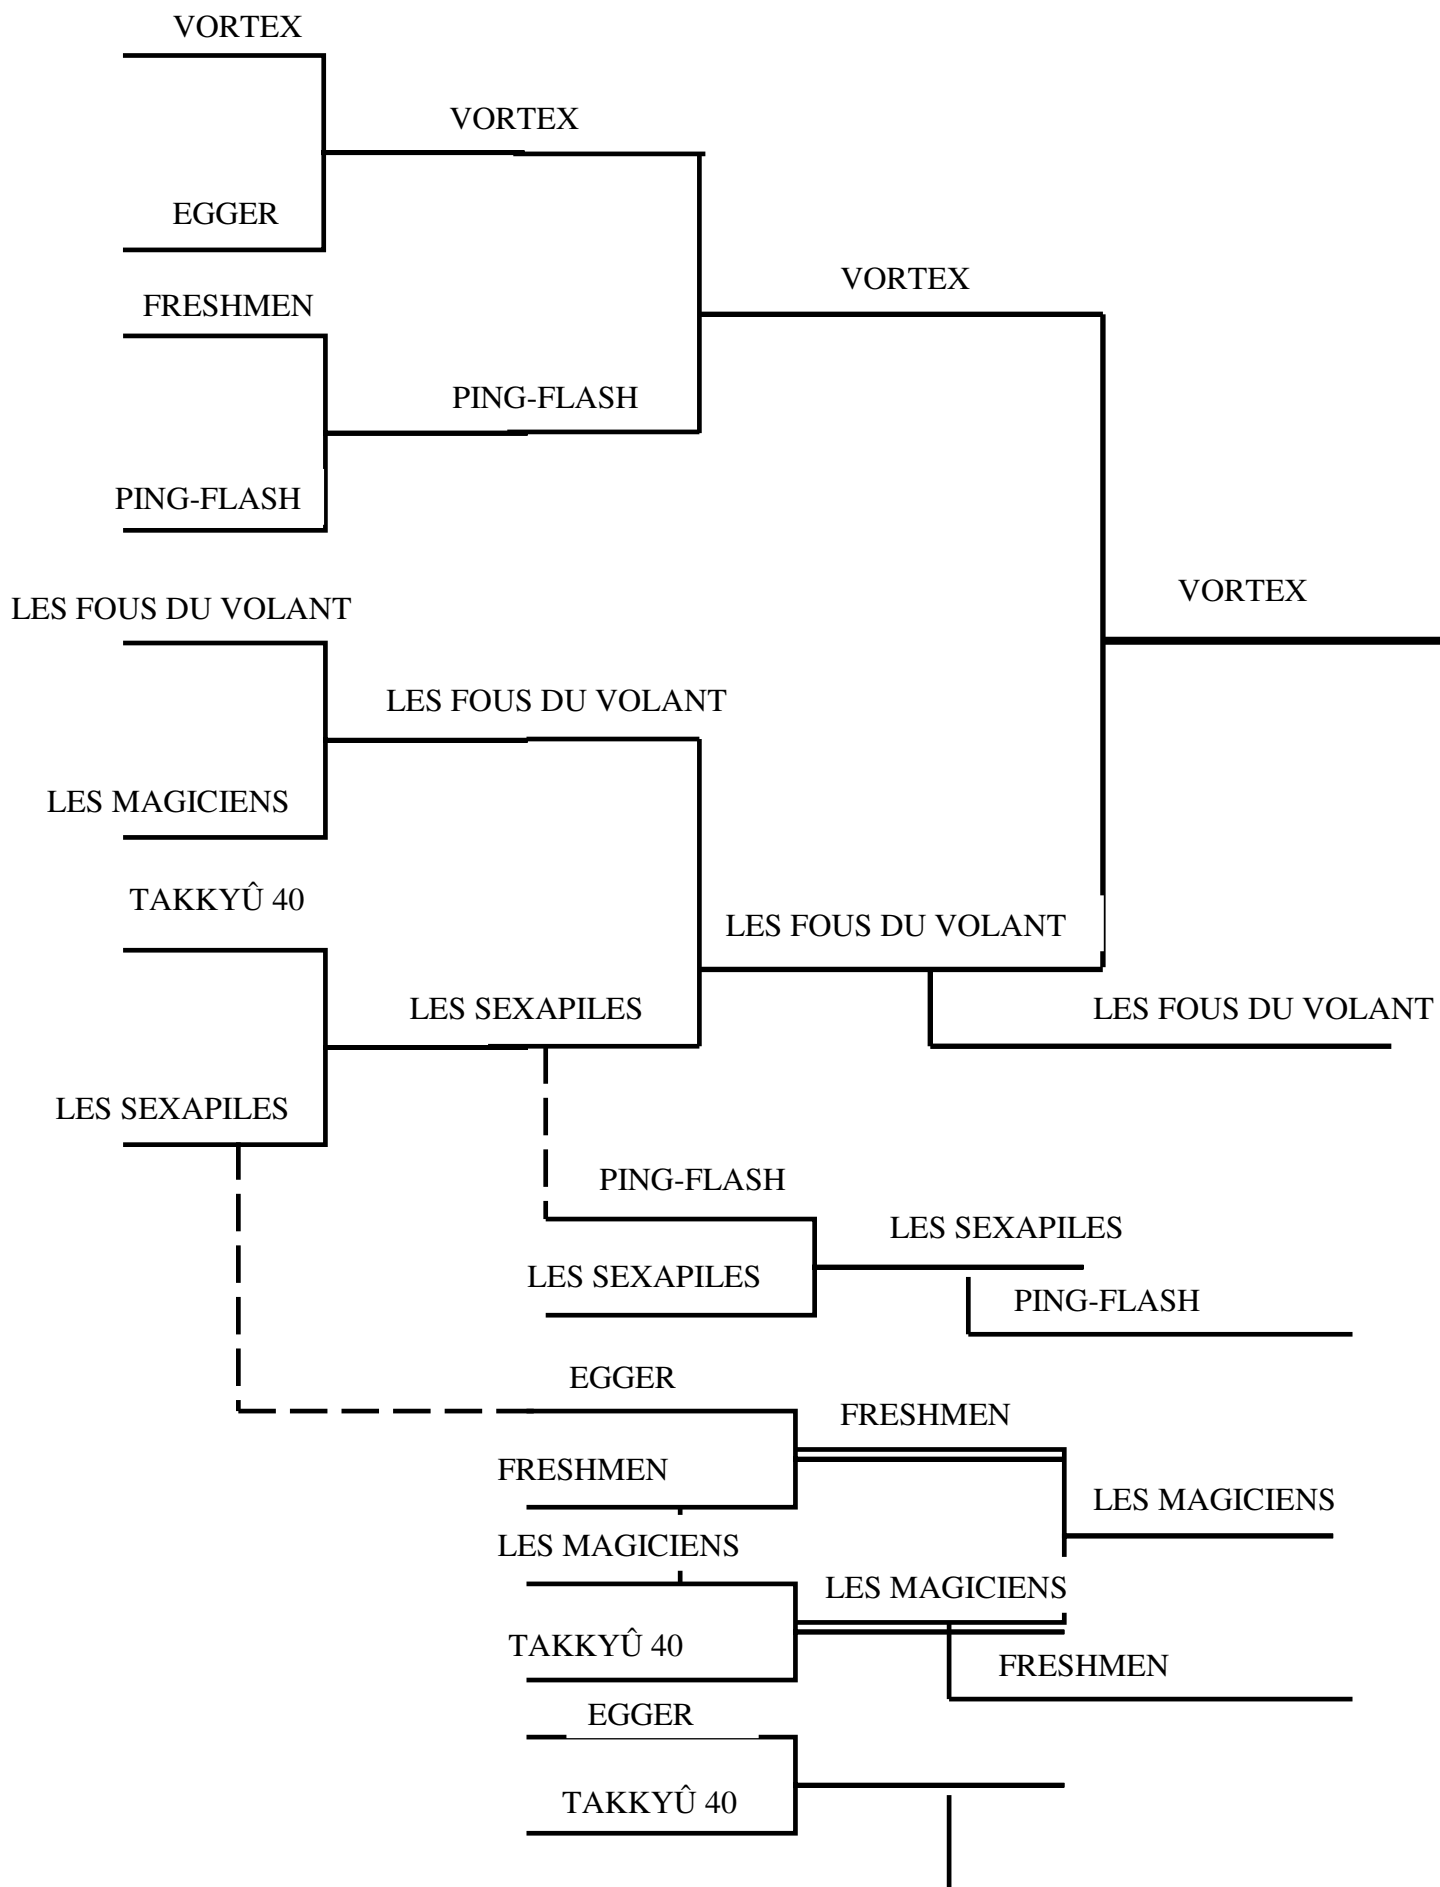 VORTEX
VORTEX
EGGER
VORTEX
FRESHMEN
PING-FLASH
PING-FLASH
VORTEX
LES FOUS DU VOLANT
LES FOUS DU VOLANT
LES MAGICIENS
TAKKYÛ 40
LES FOUS DU VOLANT
LES SEXAPILES
LES FOUS DU VOLANT
LES SEXAPILES
PING-FLASH
LES SEXAPILES
LES SEXAPILES
PING-FLASH
EGGER
FRESHMEN
FRESHMEN
LES MAGICIENS
LES MAGICIENS
LES MAGICIENS
TAKKYÛ 40
FRESHMEN
EGGER
TAKKYÛ 40